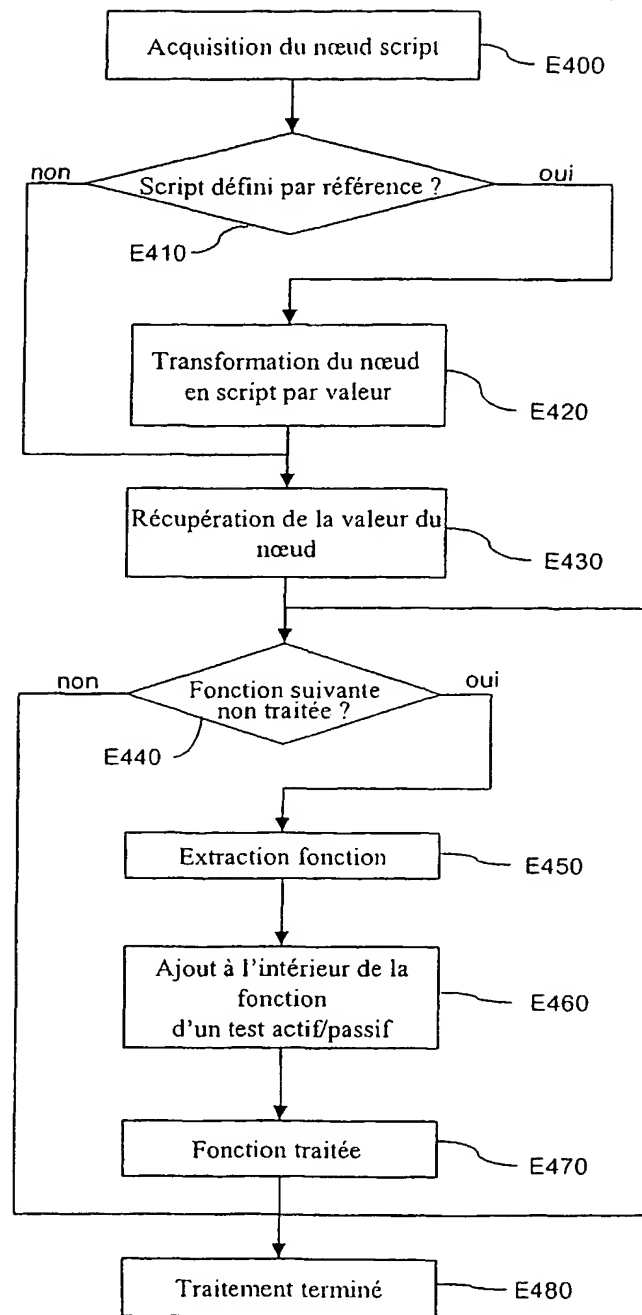 Acquisition du nœud script
E400
non
oui
Script défini par référence ?
E410
Transformation du nœud
en script par valeur
E420
Récupération de la valeur du
nœud
E430
non
oui
Fonction suivante
non traitée ?
E440
Extraction fonction
E450
Ajout à l'intérieur de la
fonction
d'un test actif/passif
E460
Fonction traitée
E470
Traitement terminé
E480